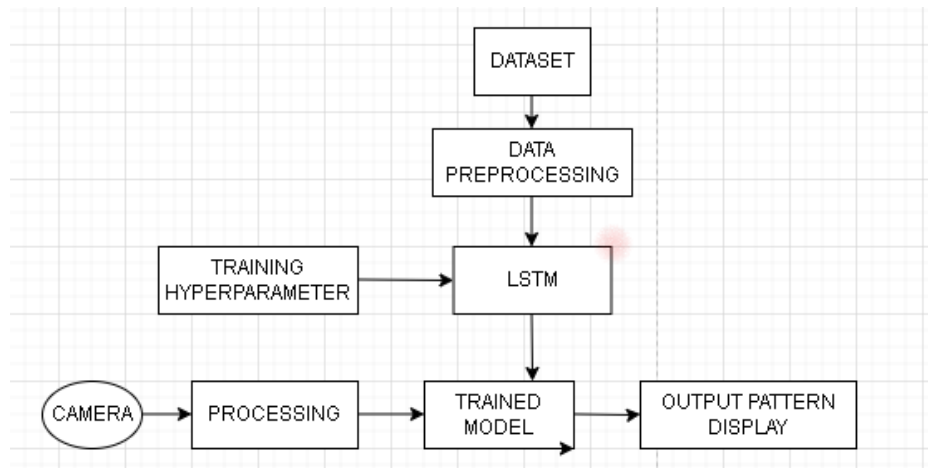 DATASET
DATA
PREPROCESSING
TRAINING
HYPERPARAMETER
LSTM
CAMERA
PROCESSING
TRAINED
MODEL
OUTPUT PATTERN
DISPLAY